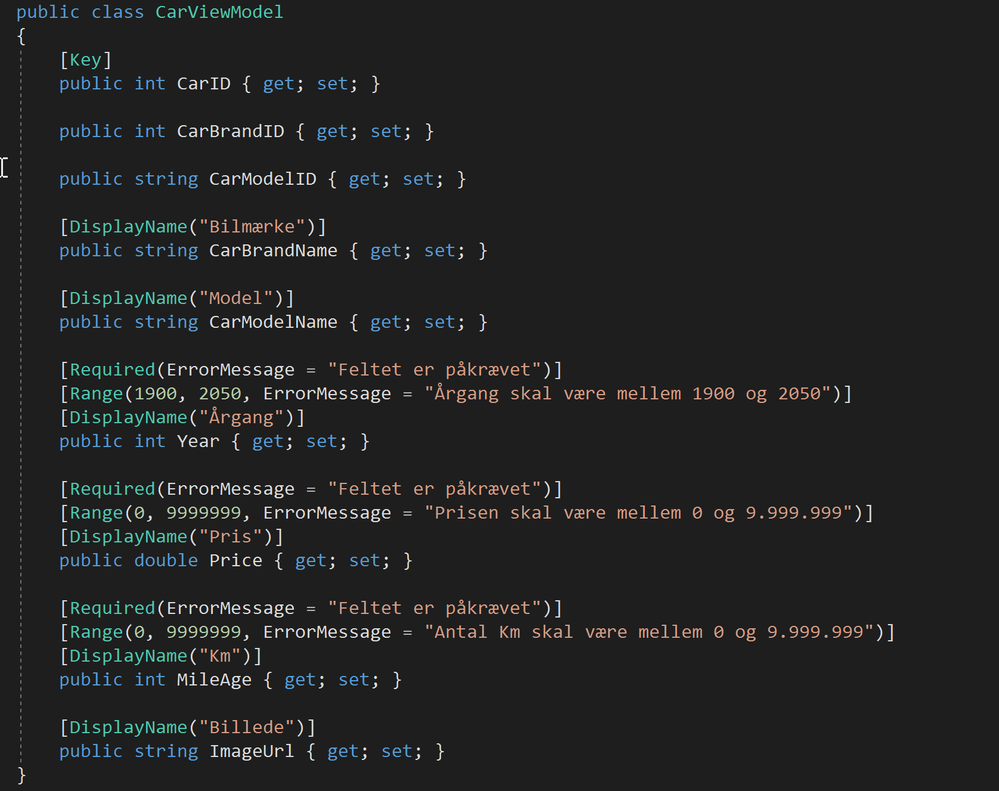 public class CarViewModel
{
[Key]
public int CarID { get; set; }
public int CarBrandID { get; set; }
public string CarModelID { get; set; }
[DisplayName("Bilmærke")]
public string CarBrandName { get; set; }
[DisplayName("Model")]
public string CarModelName { get; set; }
[Required(ErrorMessage = "Feltet er påkrævet")]
[Range(1900, 2050, ErrorMessage = "Årgang skal være mellem 1900 og 2050")]
[DisplayName("Årgang")]
public int Year { get; set; }
[Required(ErrorMessage = "Feltet er påkrævet")]
[Range(0, 9999999, ErrorMessage = "Prisen skal være mellem 0 og 9.999.999")]
[DisplayName("Pris")]
public double Price { get; set; }
[Required(ErrorMessage = "Feltet er påkrævet")]
[Range(0, 9999999, ErrorMessage = "Antal Km skal være mellem 0 og 9.999.999")]
[DisplayName("Km")]
public int MileAge { get; set; }
[DisplayName("Billede")]
public string ImageUrl { get; set; }
}